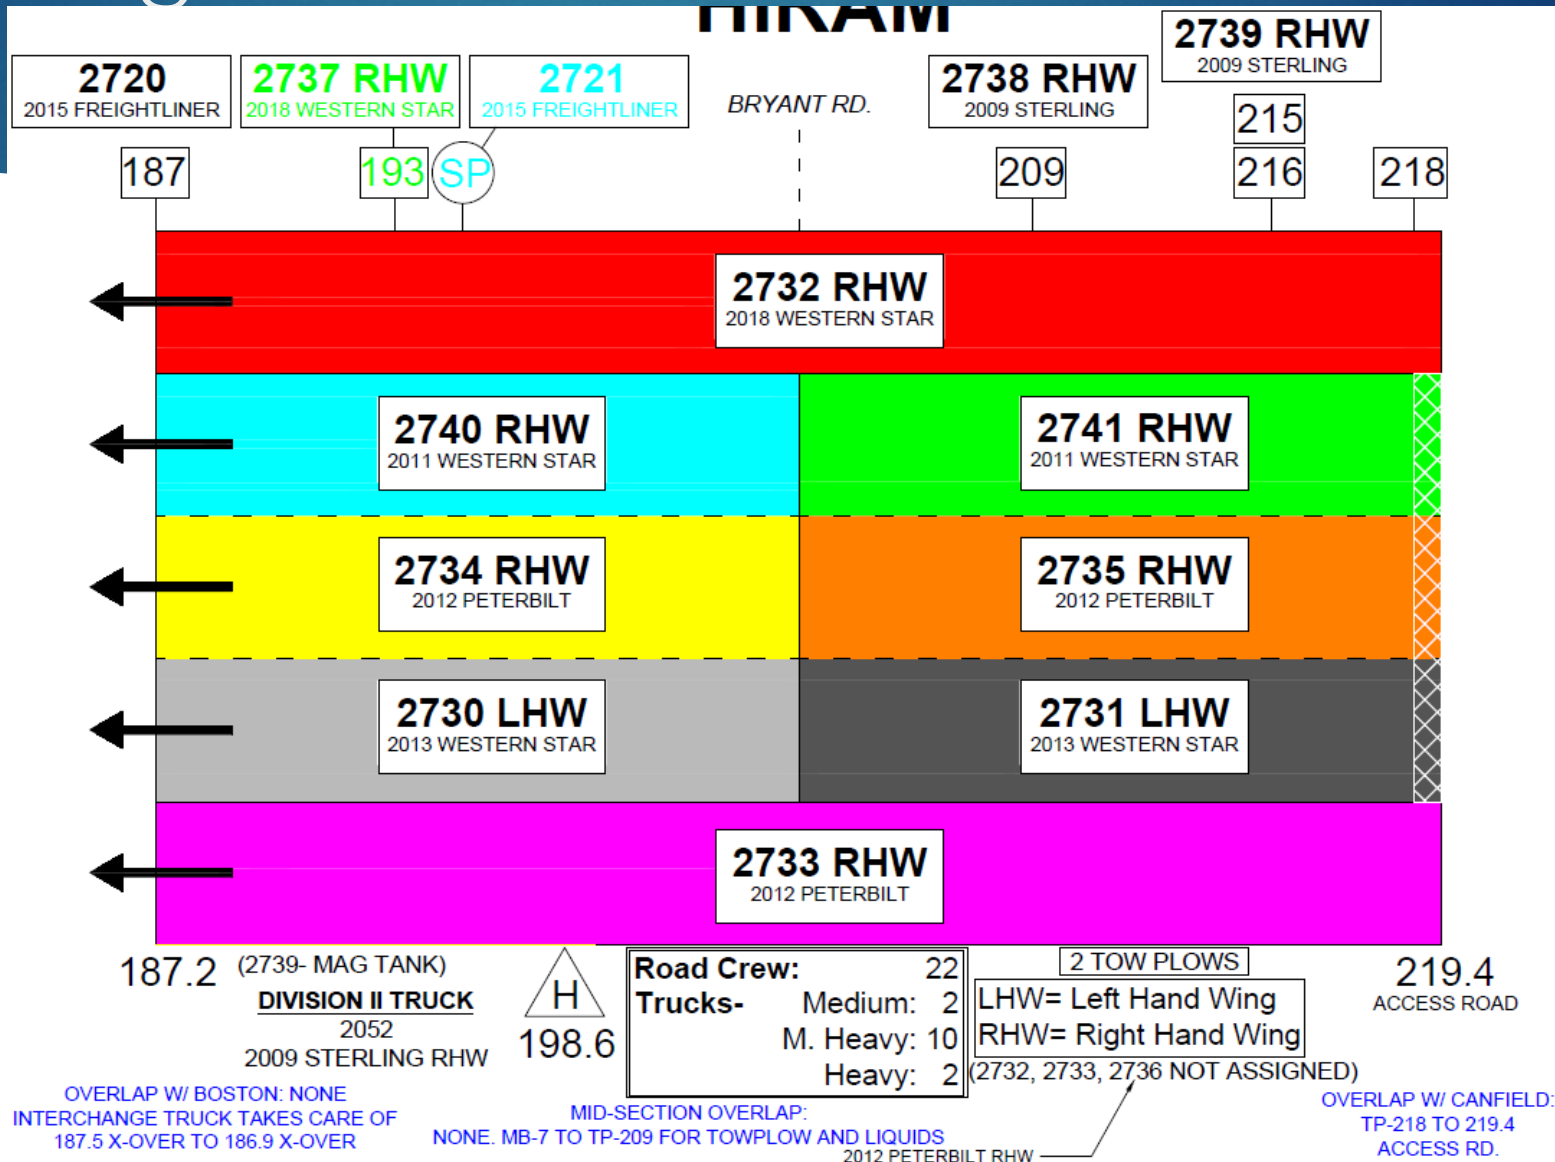 HIRAM
2720
2015 FREIGHTLINER
2737 RHW
2018 WESTERN STAR
2721
2015 FREIGHTLINER
BRYANT RD.
2738 RHW
2009 STERLING
2739 RHW
2009 STERLING
215
187
193
SP
209
216
218
2732 RHW
2018 WESTERN STAR
2740 RHW
2011 WESTERN STAR
2741 RHW
2011 WESTERN STAR
2734 RHW
2012 PETERBILT
2735 RHW
2012 PETERBILT
2730 LHW
2013 WESTERN STAR
2731 LHW
2013 WESTERN STAR
2733 RHW
2012 PETERBILT
187.2
(2739- MAG TANK)
DIVISION II TRUCK
2052
2009 STERLING RHW
H
198.6
Road Crew: 22
Trucks- Medium: 2
M. Heavy: 10
Heavy: 2
2 TOW PLOWS
LHW= Left Hand Wing
RHW= Right Hand Wing
(2732, 2733, 2736 NOT ASSIGNED)
219.4
ACCESS ROAD
OVERLAP W/ BOSTON: NONE
INTERCHANGE TRUCK TAKES CARE OF
187.5 X-OVER TO 186.9 X-OVER
MID-SECTION OVERLAP:
NONE. MB-7 TO TP-209 FOR TOWPLOW AND LIQUIDS
2012 PETERBILT RHW
OVERLAP W/ CANFIELD:
TP-218 TO 219.4
ACCESS RD.